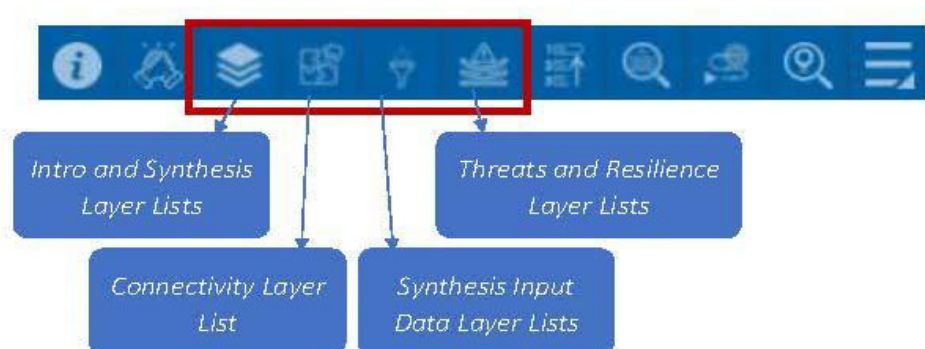 Intro and Synthesis
Layer Lists
Threats and Resilience
Layer Lists
Connectivity Layer
List
Synthesis Input
Data Layer Lists